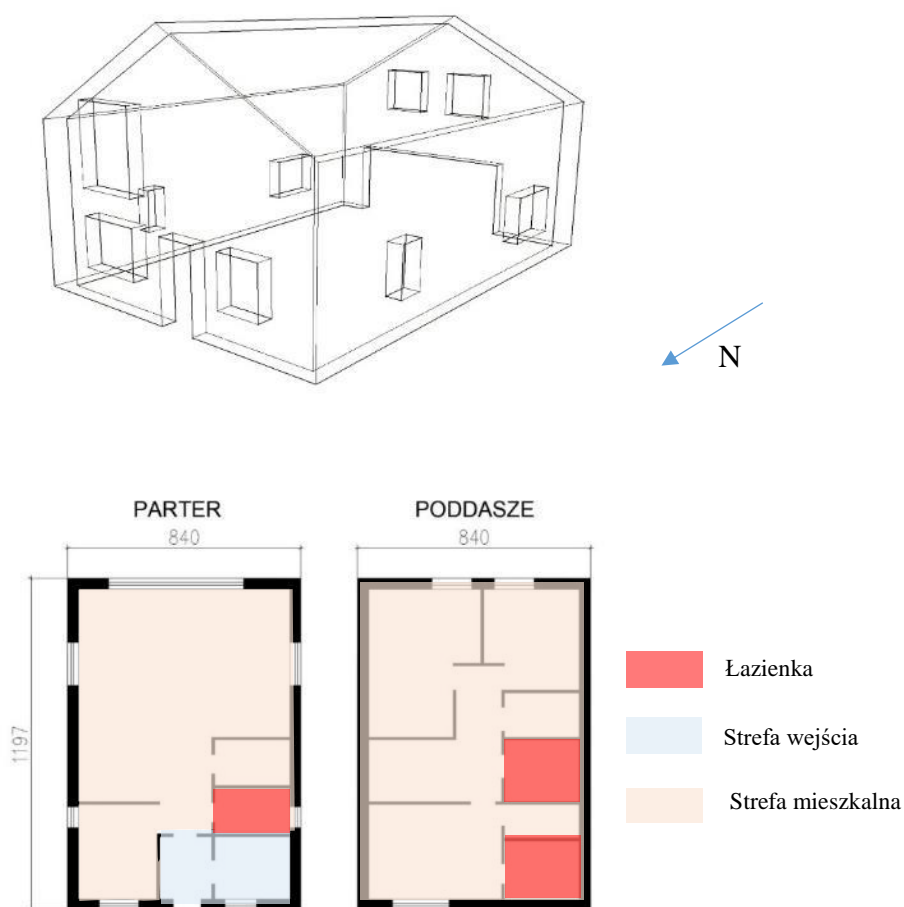 N
PARTER
PODDASZE
840
840
1197
Łazienka
Strefa wejścia
Strefa mieszkalna